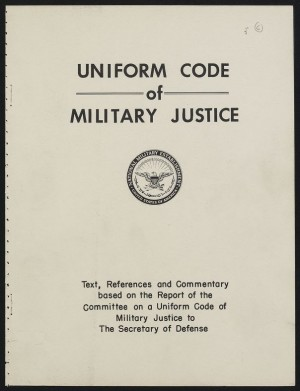 UNIFORM CODE
of
MILITARY JUSTICE
NATIONAL MILITARY ESTABLISHMENT
UNITED STATES OF AMERICA
Text, References and Commentary
based on the Report of the
Committee on a Uniform Code of
Military Justice to
The Secretary of Defense